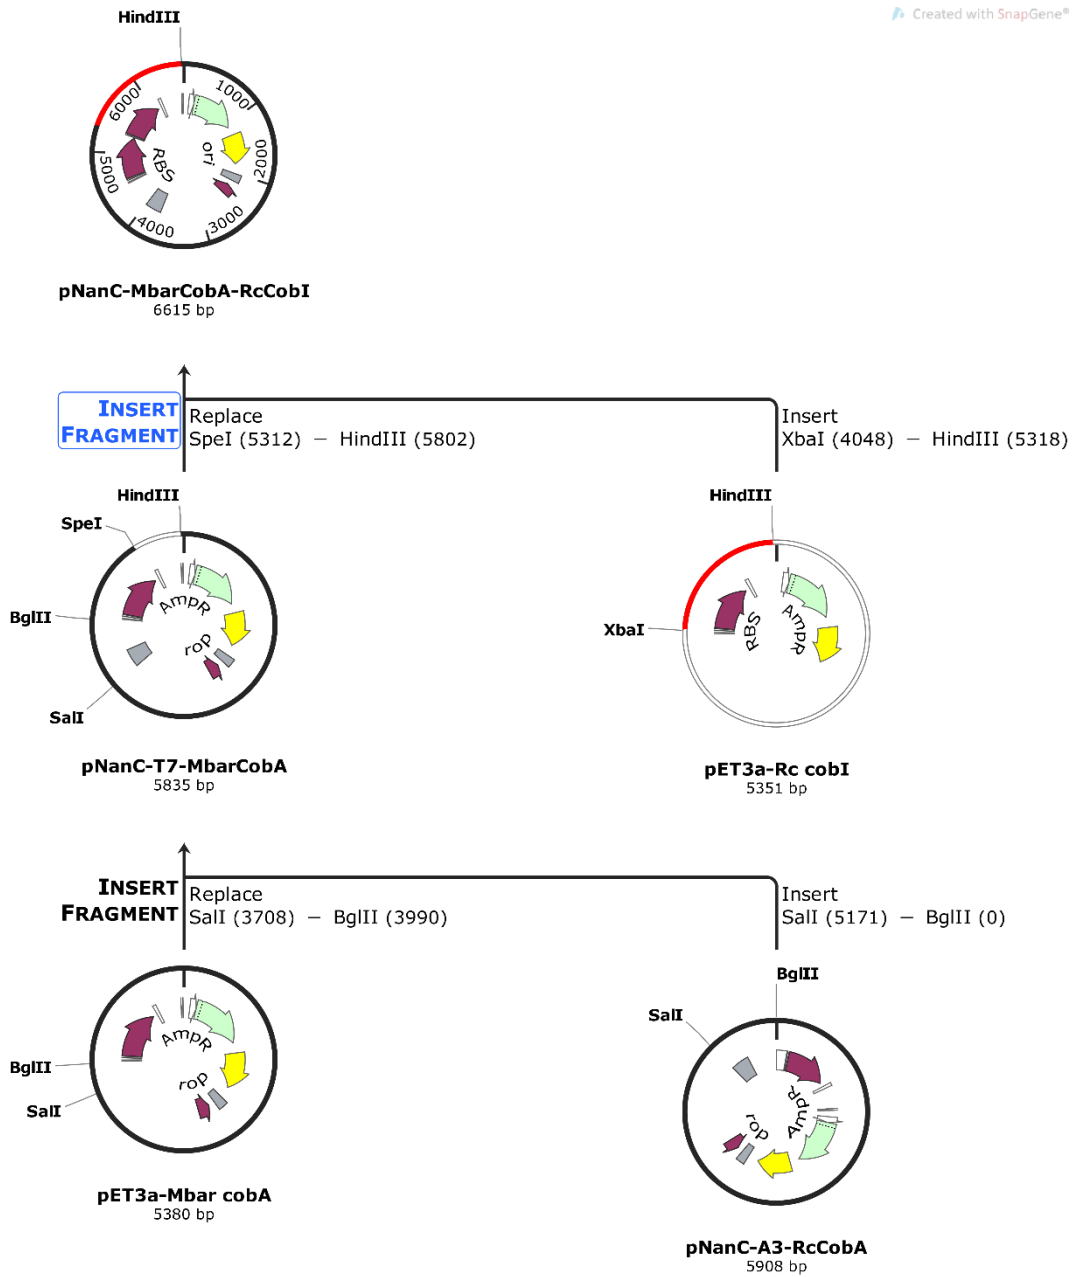 HindIII
Created with SnapGene®
6000
1000
5000
RBS
ori
2000
4000
3000
pNanC-MbarCobA-RcCobI
6615 bp
INSERT FRAGMENT
Replace
SpeI (5312) – HindIII (5802)
Insert
XbaI (4048) – HindIII (5318)
HindIII
SpeI
BglII
AmpR
rop
SalI
pNanC-T7-MbarCobA
5835 bp
HindIII
XbaI
RBS
AmpR
pET3a-Rc cobI
5351 bp
INSERT FRAGMENT
Replace
SalI (3708) – BglII (3990)
Insert
SalI (5171) – BglII (0)
BglII
SalI
AmpR
rop
pET3a-Mbar cobA
5380 bp
BglII
SalI
AmpR
rop
pNanC-A3-RcCobA
5908 bp